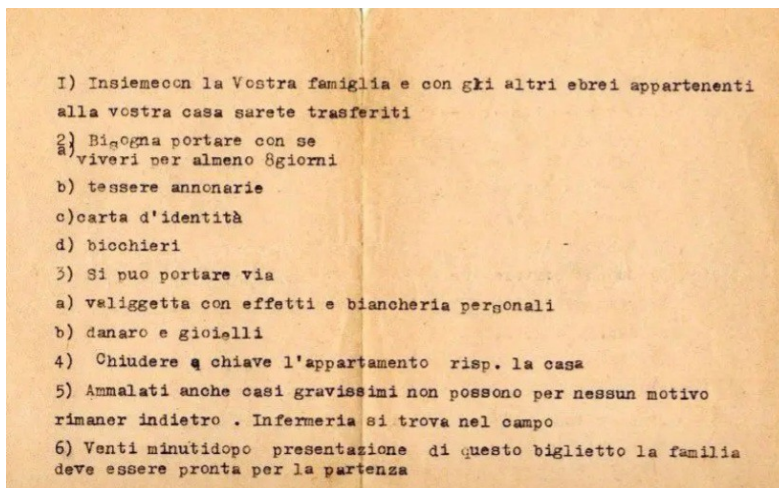 I) Insiemecon la Vostra famiglia e con gli altri ebrei appartenenti
alla vostra casa sarete trasferiti
2) Bisogna portare con se
a) viveri per almeno 8giorni
b) tessere annonarie
c)carta d'identità
d) bicchieri
3) Si puo portare via
a) valiggetta con effetti e biancheria personali
b) danaro e gioielli
4) Chiudere a chiave l'appartamento risp. la casa
5) Ammalati anche casi gravissimi non possono per nessun motivo
rimaner indietro . Infermeria si trova nel campo
6) Venti minutidopo presentazione di questo biglietto la familia
deve essere pronta per la partenza